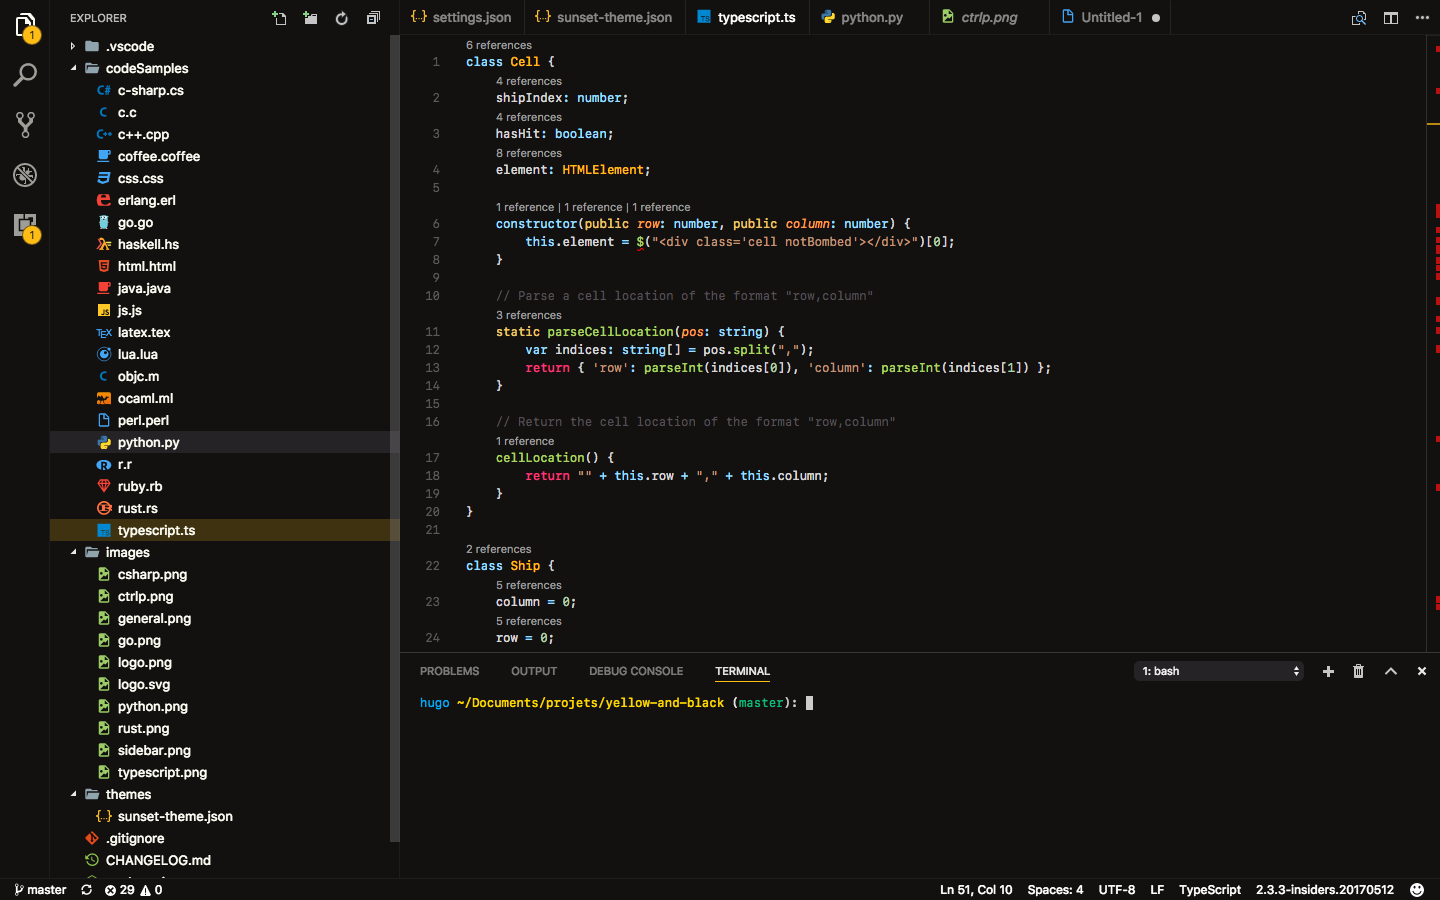 EXPLORER
1
1
.vscode
codeSamples
c-sharp.cs
c.c
c++.cpp
coffee.coffee
css.css
erlang.erl
go.go
haskell.hs
html.html
java.java
js.js
latex.tex
lua.lua
objc.m
ocaml.ml
perl.perl
python.py
r.r
ruby.rb
rust.rs
typescript.ts
images
csharp.png
ctrlp.png
general.png
go.png
logo.png
logo.svg
python.png
rust.png
sidebar.png
typescript.png
themes
sunset-theme.json
.gitignore
CHANGELOG.md
settings.json sunset-theme.json typescript.ts python.py ctrlp.png Untitled-1
6 references
1 class Cell {
4 references
2 shipIndex: number;
4 references
3 hasHit: boolean;
8 references
4 element: HTMLElement;
5
1 reference | 1 reference | 1 reference
6 constructor(public row: number, public column: number) {
7 this.element = $("<div class='cell notBombed'></div>")[0];
8 }
9
10 // Parse a cell location of the format "row,column"
3 references
11 static parseCellLocation(pos: string) {
12 var indices: string[] = pos.split(",");
13 return { 'row': parseInt(indices[0]), 'column': parseInt(indices[1]) };
14 }
15
16 // Return the cell location of the format "row,column"
1 reference
17 cellLocation() {
18 return "" + this.row + "," + this.column;
19 }
20 }
21
2 references
22 class Ship {
5 references
23 column = 0;
5 references
24 row = 0;
PROBLEMS OUTPUT DEBUG CONSOLE TERMINAL 1: bash
hugo ~/Documents/projets/yellow-and-black (master):
master 29 0 Ln 51, Col 10 Spaces: 4 UTF-8 LF TypeScript 2.3.3-insiders.20170512